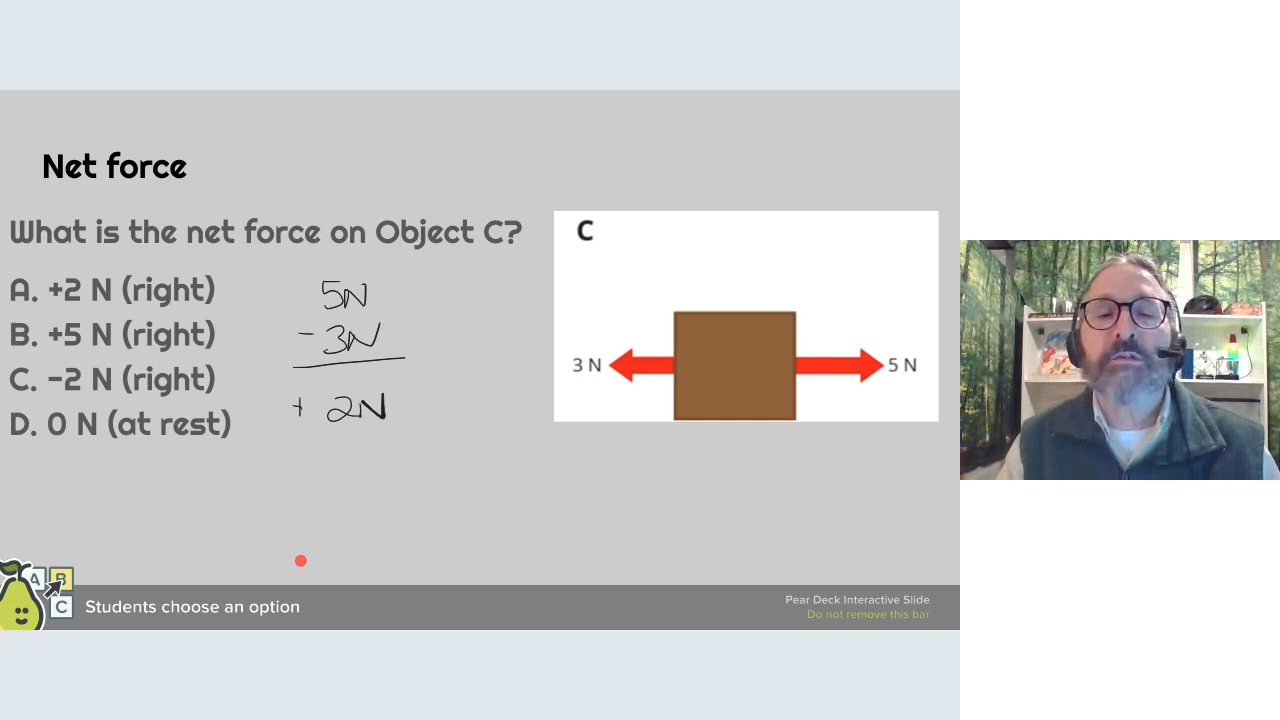 Net force
What is the net force on Object C?
A. +2 N (right)
B. +5 N (right)
C. -2 N (right)
D. 0 N (at rest)
5N
- 3N
+ 2N
C
3 N
5 N
A B
C
Students choose an option
Pear Deck Interactive Slide
Do not remove this bar